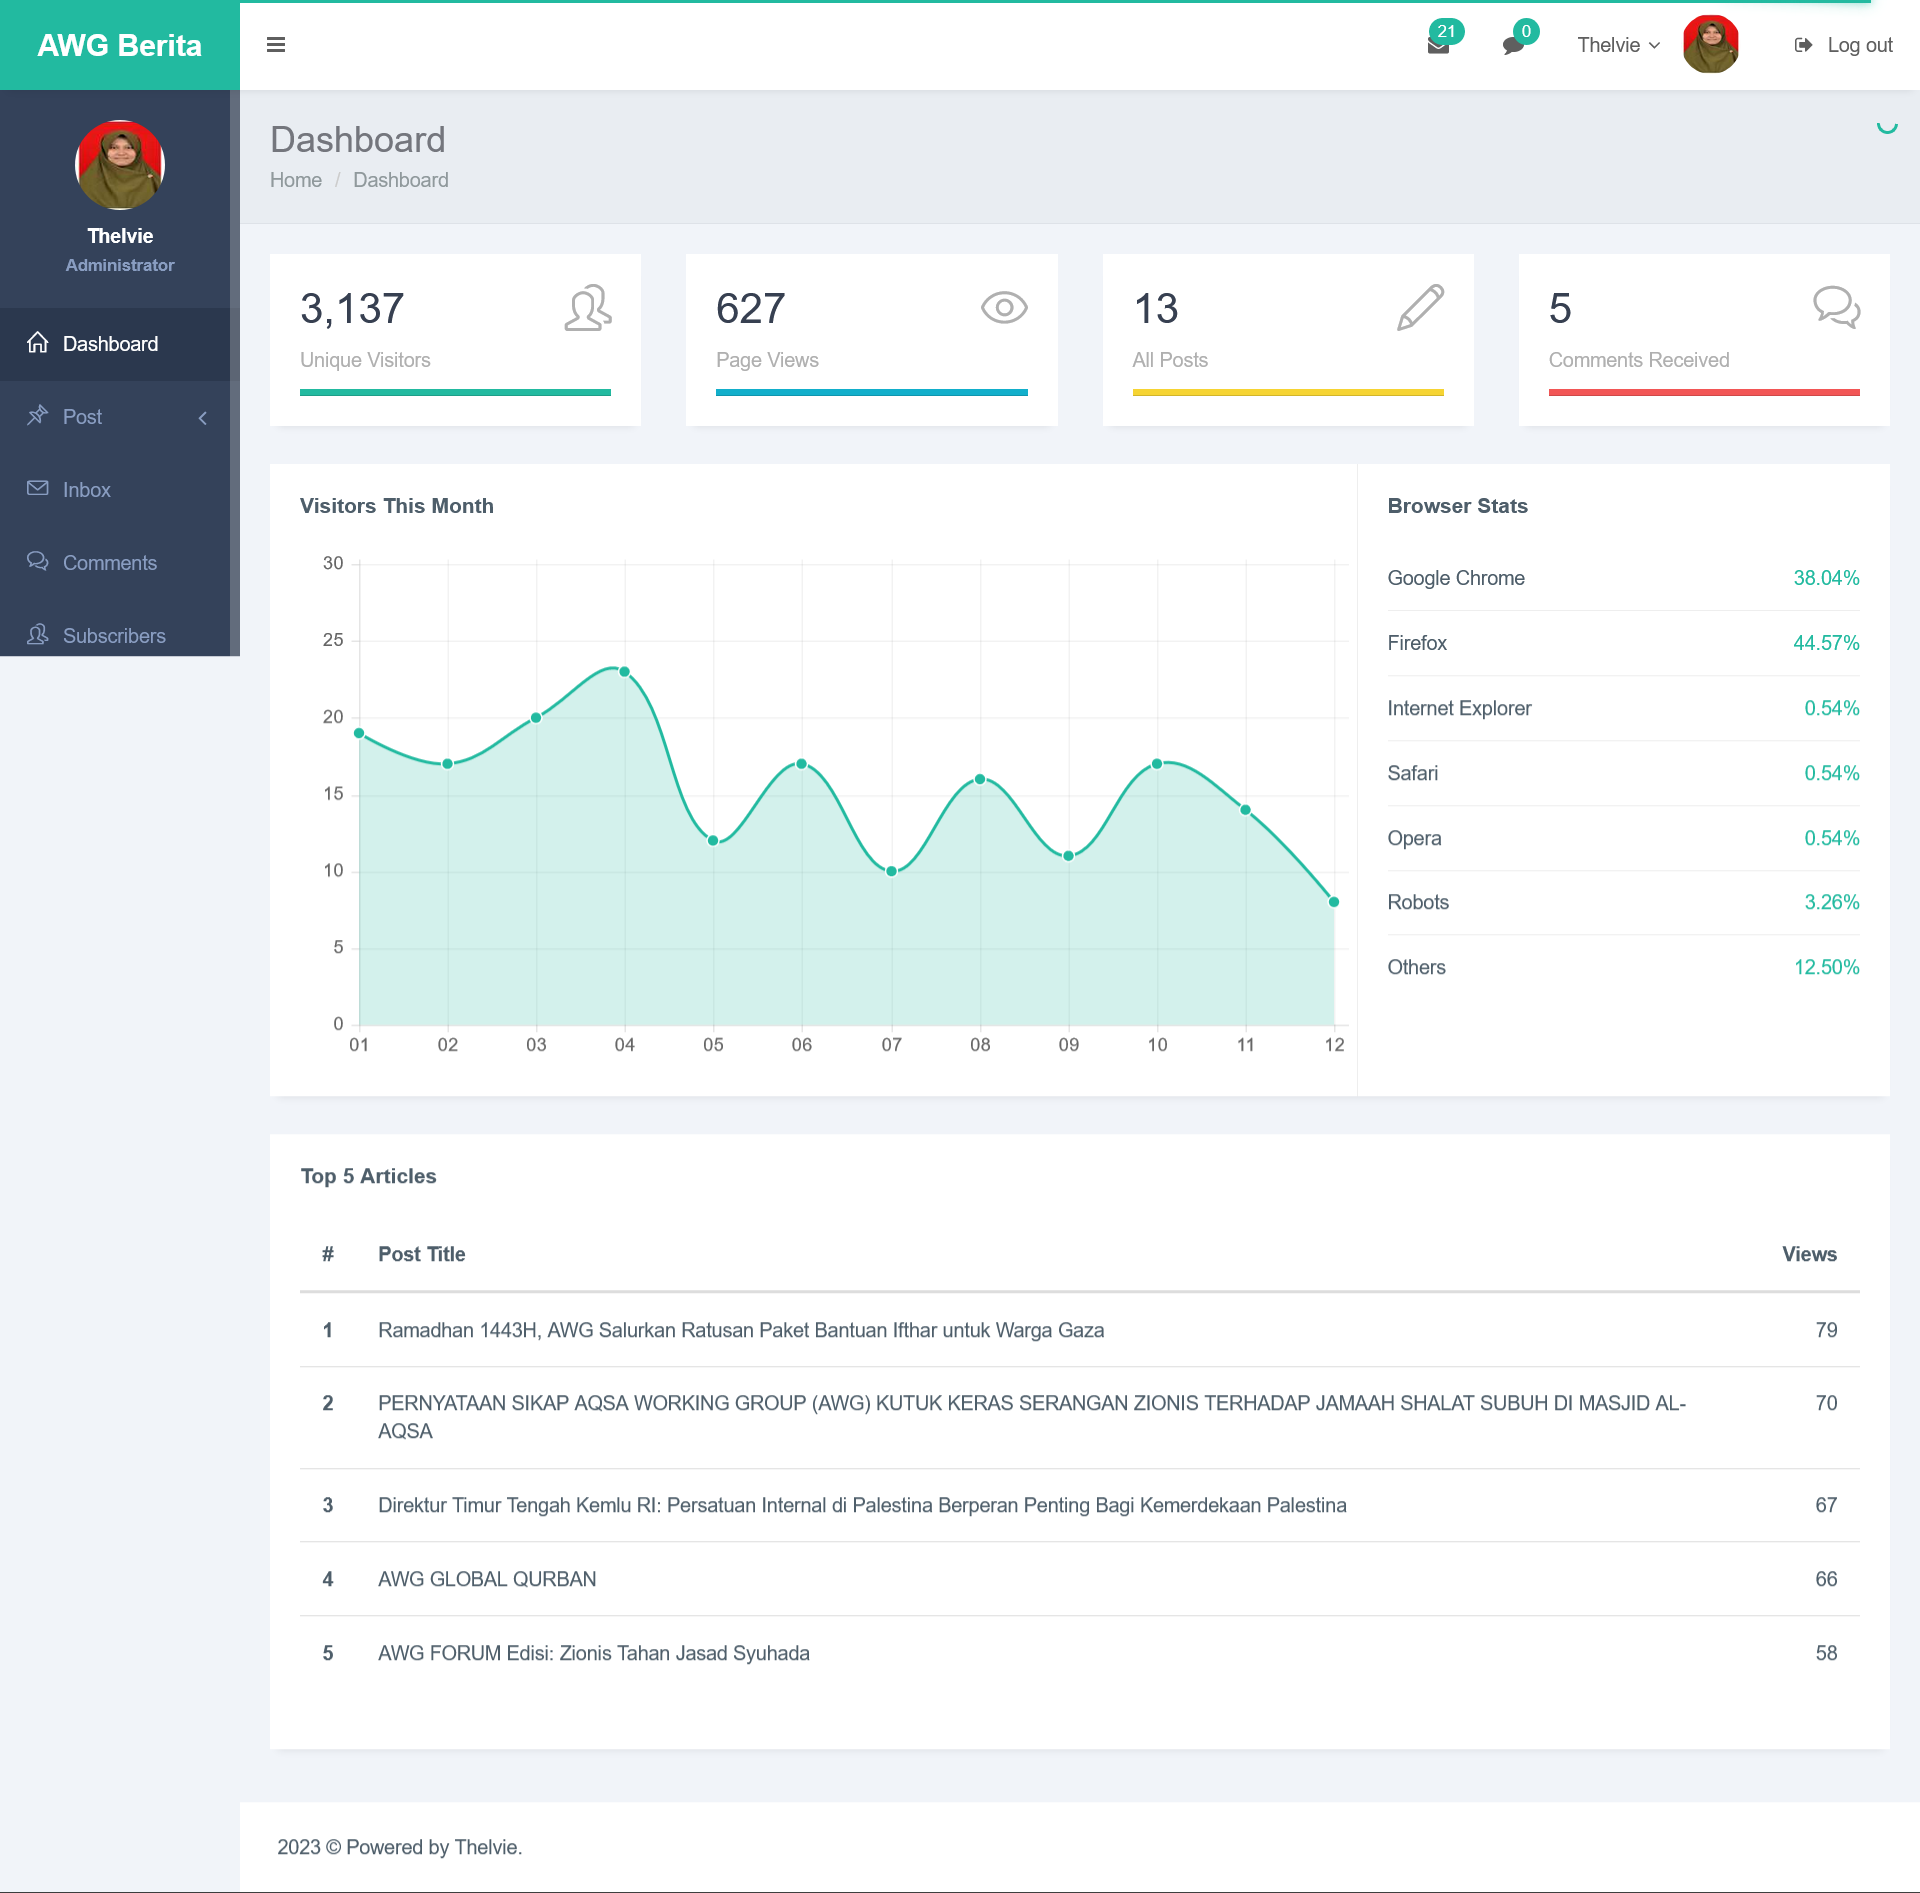 AWG Berita
21
0
Thelvie
Log out
Thelvie
Administrator
Dashboard
Post
Inbox
Comments
Subscribers
Dashboard
Home / Dashboard
3,137
Unique Visitors
627
Page Views
13
All Posts
5
Comments Received
Visitors This Month
30
25
20
15
10
5
0
01 02 03 04 05 06 07 08 09 10 11 12
Browser Stats
Google Chrome 38.04%
Firefox 44.57%
Internet Explorer 0.54%
Safari 0.54%
Opera 0.54%
Robots 3.26%
Others 12.50%
Top 5 Articles
# Post Title Views
1 Ramadhan 1443H, AWG Salurkan Ratusan Paket Bantuan Ifthar untuk Warga Gaza 79
2 PERNYATAAN SIKAP AQSA WORKING GROUP (AWG) KUTUK KERAS SERANGAN ZIONIS TERHADAP JAMAAH SHALAT SUBUH DI MASJID AL- 70
AQSA
3 Direktur Timur Tengah Kemlu RI: Persatuan Internal di Palestina Berperan Penting Bagi Kemerdekaan Palestina 67
4 AWG GLOBAL QURBAN 66
5 AWG FORUM Edisi: Zionis Tahan Jasad Syuhada 58
2023 © Powered by Thelvie.